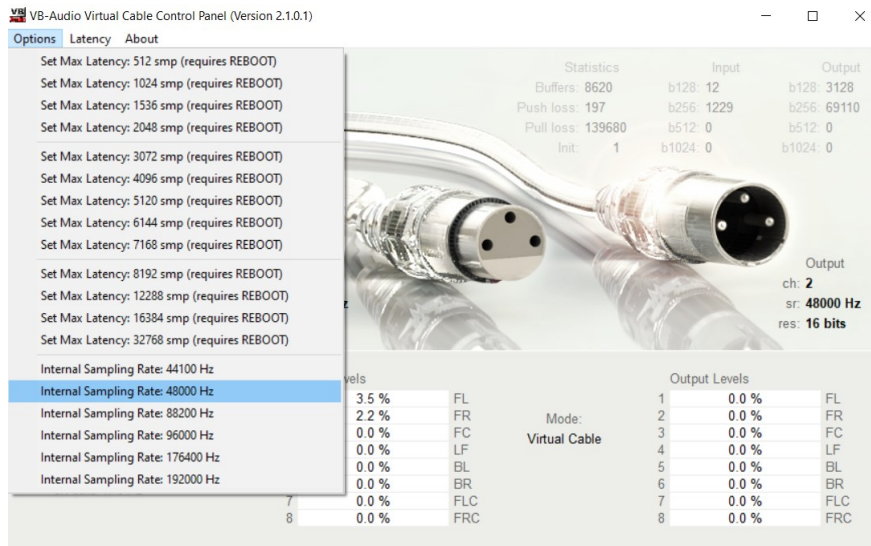 VB-Audio Virtual Cable Control Panel (Version 2.1.0.1)
Options Latency About
Set Max Latency: 512 smp (requires REBOOT)
Set Max Latency: 1024 smp (requires REBOOT)
Set Max Latency: 1536 smp (requires REBOOT)
Set Max Latency: 2048 smp (requires REBOOT)
Set Max Latency: 3072 smp (requires REBOOT)
Set Max Latency: 4096 smp (requires REBOOT)
Set Max Latency: 5120 smp (requires REBOOT)
Set Max Latency: 6144 smp (requires REBOOT)
Set Max Latency: 7168 smp (requires REBOOT)
Set Max Latency: 8192 smp (requires REBOOT)
Set Max Latency: 12288 smp (requires REBOOT)
Set Max Latency: 16384 smp (requires REBOOT)
Set Max Latency: 32768 smp (requires REBOOT)
Internal Sampling Rate: 44100 Hz
Internal Sampling Rate: 48000 Hz
Internal Sampling Rate: 88200 Hz
Internal Sampling Rate: 96000 Hz
Internal Sampling Rate: 176400 Hz
Internal Sampling Rate: 192000 Hz
Statistics Input Output
Buffers: 8620 b128: 12 b128: 3128
Push loss: 197 b256: 1229 b256: 69110
Pull loss: 139680 b512: 0 b512: 0
Init: 1 b1024: 0 b1024: 0
Output
ch: 2
sr: 48000 Hz
res: 16 bits
3.5 % FL
2.2 % FR
0.0 % FC
0.0 % LF
0.0 % BL
0.0 % BR
7 0.0 % FLC
8 0.0 % FRC
Mode:
Virtual Cable
Output Levels
1 0.0 % FL
2 0.0 % FR
3 0.0 % FC
4 0.0 % LF
5 0.0 % BL
6 0.0 % BR
7 0.0 % FLC
8 0.0 % FRC